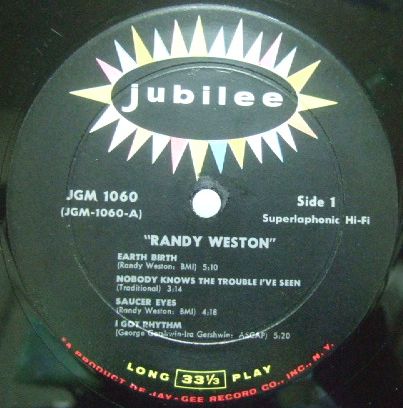 jubilee
JGM 1060
(JGM-1060-A)
Side 1
Superlaphonic Hi-Fi
"RANDY WESTON"
EARTH BIRTH
(Randy Weston: BMI) 5:10
NOBODY KNOWS THE TROUBLE I'VE SEEN
(Traditional) 3:14
SAUCER EYES
(Randy Weston: BMI) 4:18
I GOT RHYTHM
(George Gershwin-Ira Gershwin: ASCAP) 5:20
LONG 33⅓ PLAY
A PRODUCT OF JAY-GEE RECORD CO., INC., N.Y.